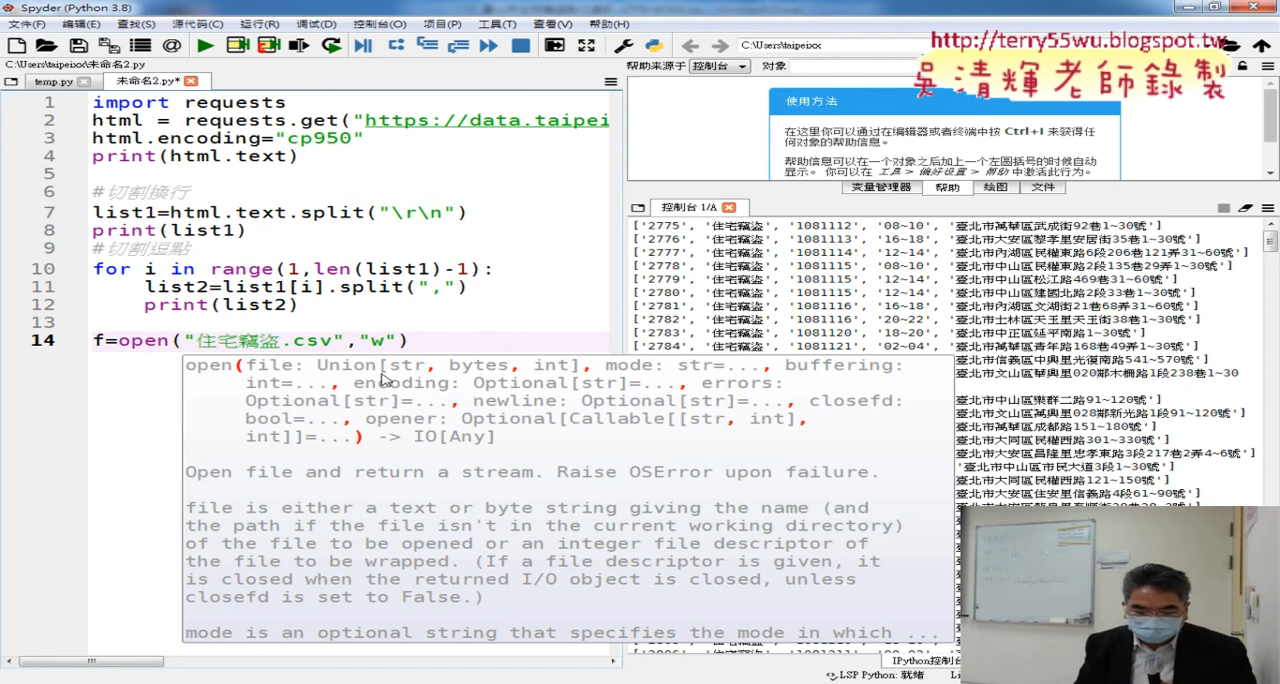 Spyder (Python 3.8)
文件(F) 编辑(E) 查找(S) 源代码(C) 运行(R) 调试(D) 控制台(O) 项目(P) 工具(T) 查看(V) 帮助(H)
C:\Users\taipeixx
http://terry55wu.blogspot.tw
吳清輝老師錄製
C:\Users\taipeixx\未命名2.py
帮助来源于 控制台 对象
temp.py 未命名2.py*
1 import requests
2 html = requests.get("https://data.taipei
3 html.encoding="cp950"
4 print(html.text)
5
6 #切割換行
7 list1=html.text.split("\r\n")
8 print(list1)
9 #切割逗點
10 for i in range(1,len(list1)-1):
11 list2=list1[i].split(",")
12 print(list2)
13
14 f=open("住宅竊盜.csv","w")
open(file: Union[str, bytes, int], mode: str=..., buffering:
int=..., encoding: Optional[str]=..., errors:
Optional[str]=..., newline: Optional[str]=..., closefd:
bool=..., opener: Optional[Callable[[str, int],
int]]=...) -> IO[Any]
Open file and return a stream. Raise OSError upon failure.
file is either a text or byte string giving the name (and
the path if the file isn't in the current working directory)
of the file to be opened or an integer file descriptor of
the file to be wrapped. (If a file descriptor is given, it
is closed when the returned I/O object is closed, unless
closefd is set to False.)
mode is an optional string that specifies the mode in which ...
使用方法
在这里你可以通过在编辑器或者终端中按 Ctrl+I 来获得任
何对象的帮助信息。
帮助信息可以在一个对象之后加上一个左圆括号的时候自动
显示。 你可以在 工具 > 偏好设置 > 帮助 中激活此行为。
变量管理器 帮助 绘图 文件
控制台 1/A
['2775', '住宅竊盜', '1081112', '08~10', '臺北市萬華區武成街92巷1~30號']
['2776', '住宅竊盜', '1081113', '16~18', '臺北市大安區黎孝里安居街35巷1~30號']
['2777', '住宅竊盜', '1081114', '12~14', '臺北市內湖區民權東路6段206巷121弄31~60號']
['2778', '住宅竊盜', '1081115', '08~10', '臺北市中山區民權東路2段135巷29弄1~30號']
['2779', '住宅竊盜', '1081115', '12~14', '臺北市中山區松江路469巷31~60號']
['2780', '住宅竊盜', '1081115', '12~14', '臺北市中山區建國北路2段33巷1~30號']
['2781', '住宅竊盜', '1081116', '16~18', '臺北市內湖區文湖街21巷68弄31~60號']
['2782', '住宅竊盜', '1081116', '20~22', '臺北市士林區天玉里天玉街38巷1~30號']
['2783', '住宅竊盜', '1081120', '18~20', '臺北市中正區延平南路1~30號']
['2784', '住宅竊盜', '1081120', '臺北市萬華區青年路168巷49弄1~30號']
臺北市信義區中興里光復南路541~570號']
臺北市文山區萬興里020鄰木柵路1段931巷1~30
臺北市中山區樂群二路91~120號']
臺北市文山區萬興里028鄰新光路1段91~120號']
臺北市萬華區成都路151~180號']
臺北市大同區民權西路301~330號']
臺北市大安區昌隆里忠孝東路3段217巷2弄4~6號']
'臺北市中山區市民大道3段1~30號']
臺北市大同區民權西路121~150號']
臺北市大安區住安里信義路4段61~90號']
IPython控制台
LSP Python: 就绪